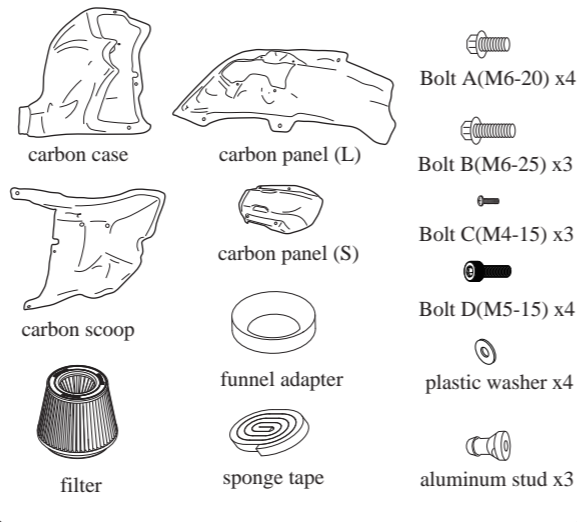 carbon case
carbon panel (L)
Bolt A(M6-20) x4
Bolt B(M6-25) x3
carbon scoop
carbon panel (S)
Bolt C(M4-15) x3
Bolt D(M5-15) x4
filter
funnel adapter
plastic washer x4
sponge tape
aluminum stud x3